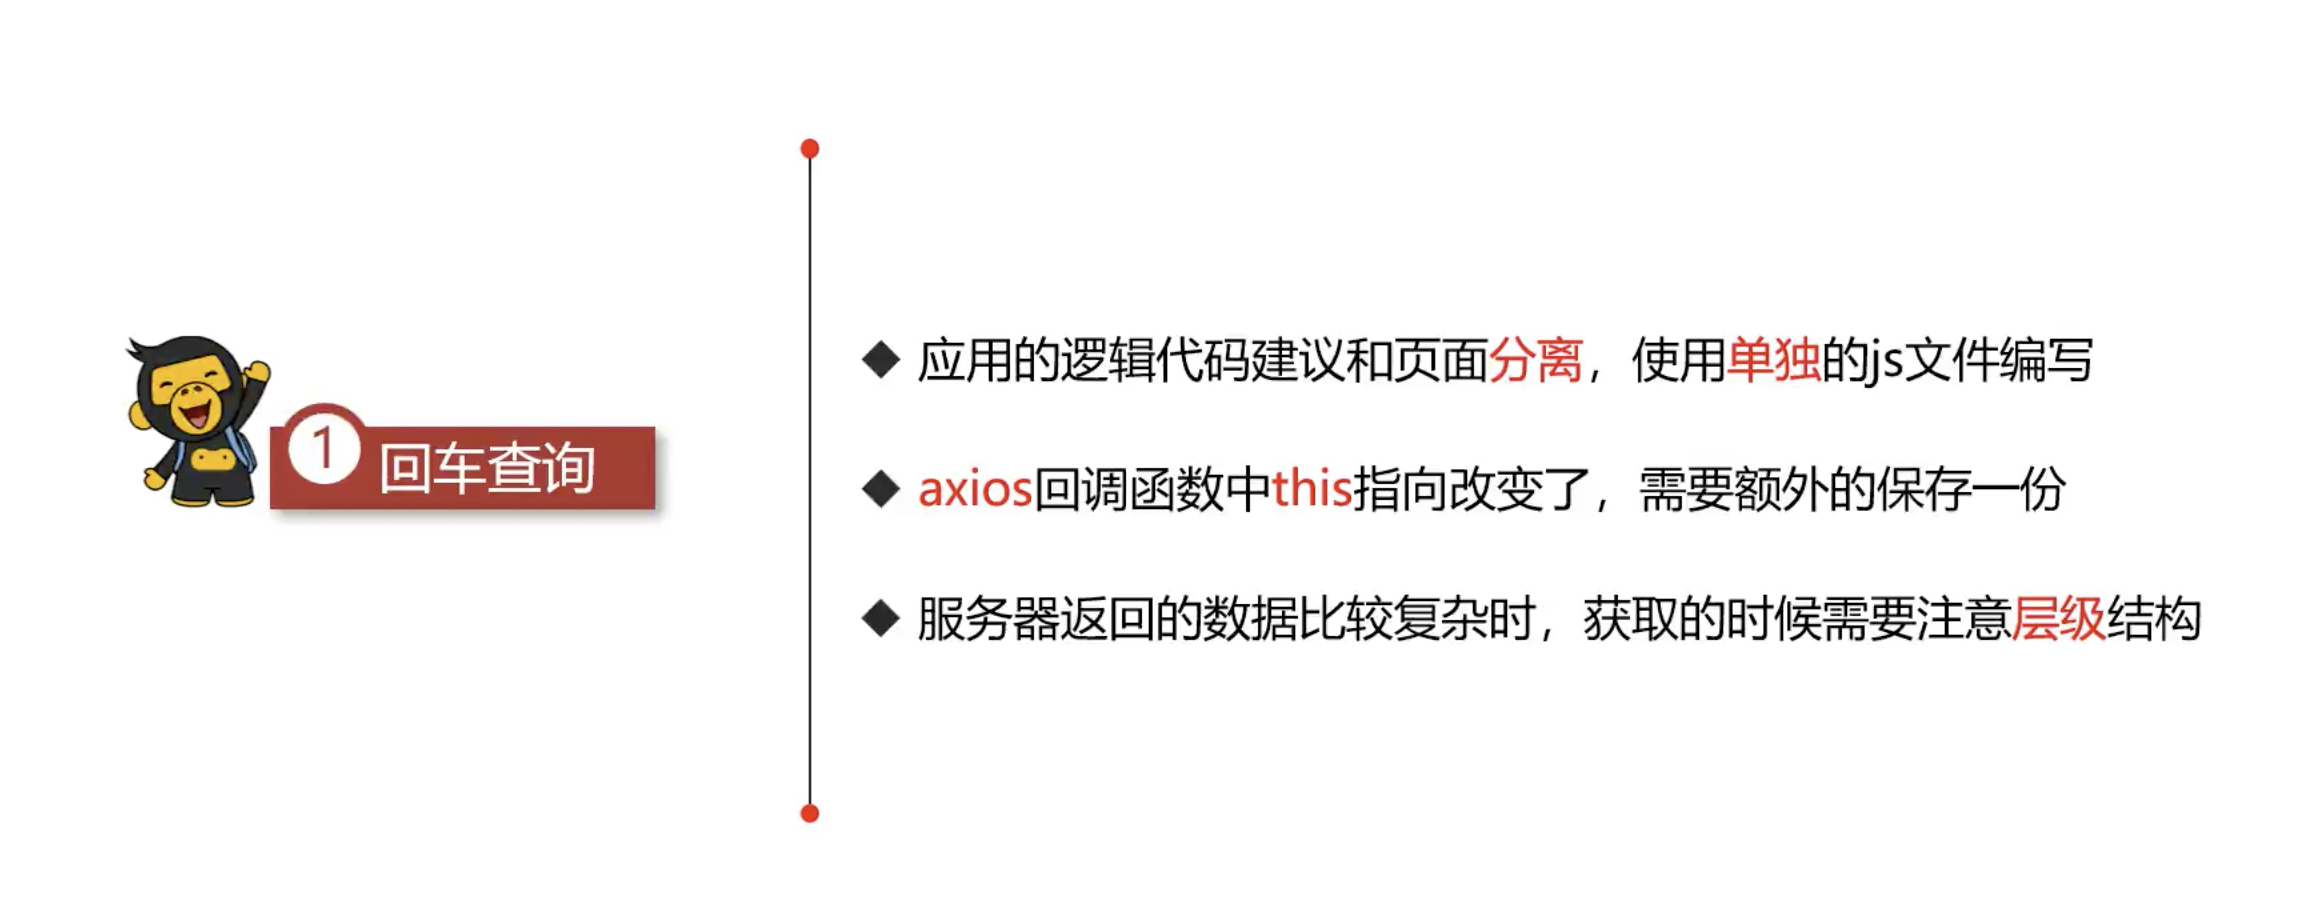 1
回车查询
应用的逻辑代码建议和页面分离，使用单独的js文件编写
axios回调函数中this指向改变了，需要额外的保存一份
服务器返回的数据比较复杂时，获取的时候需要注意层级结构